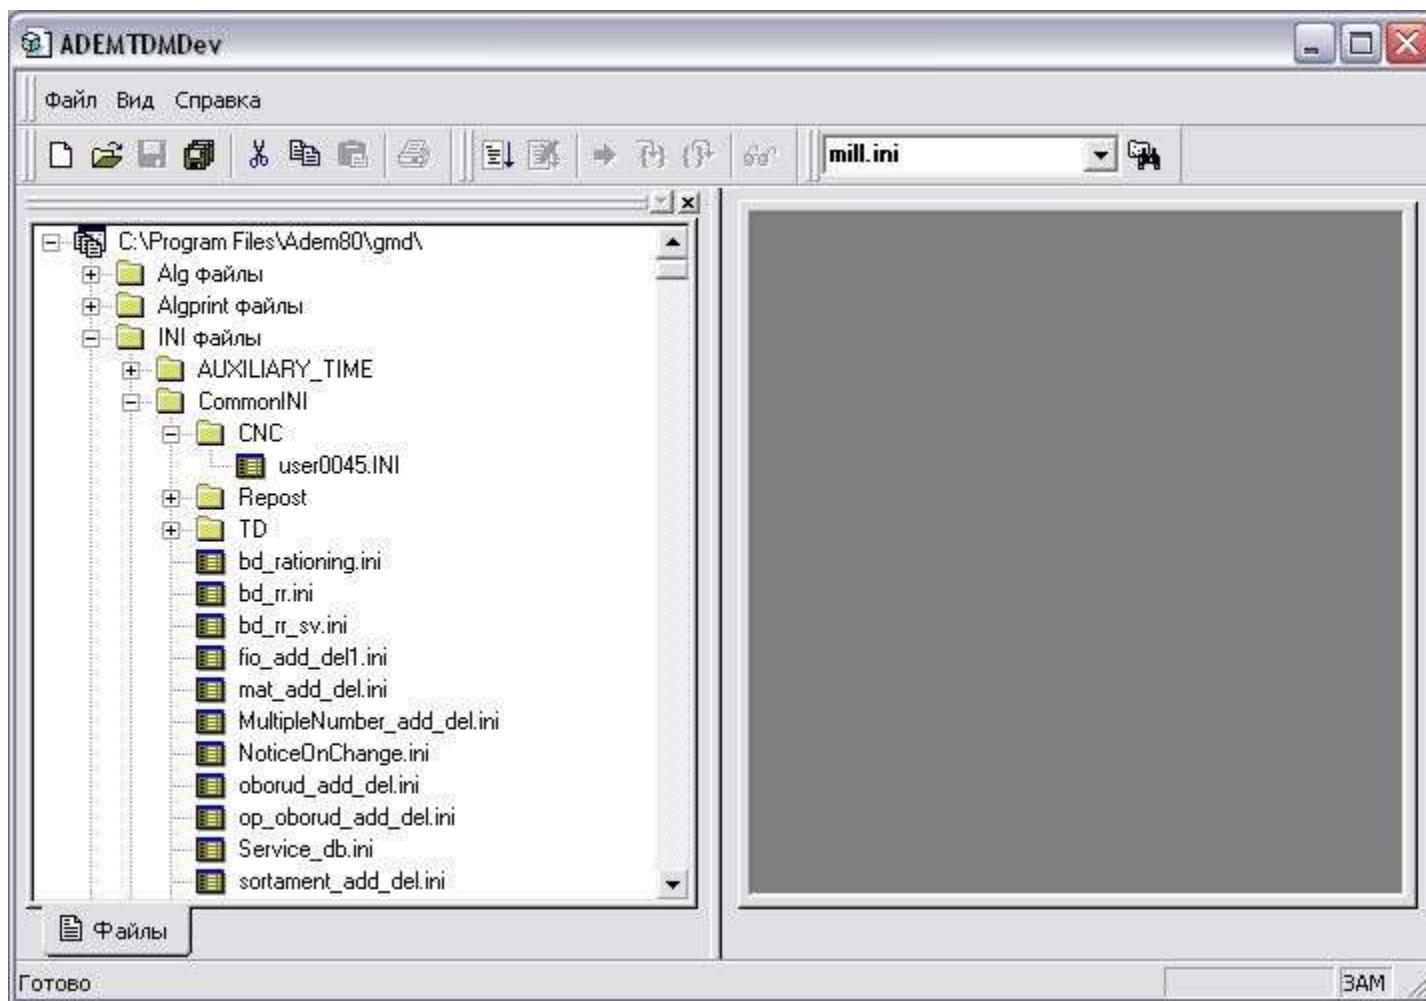 ADEMTDMDev
Файл Вид Справка
mill.ini
C:\Program Files\Adem80\gmd\
Alg файлы
Algprint файлы
INI файлы
AUXILIARY_TIME
CommonINI
CNC
user0045.INI
Repost
TD
bd_rationing.ini
bd_rr.ini
bd_rr_sv.ini
fio_add_del1.ini
mat_add_del.ini
MultipleNumber_add_del.ini
NoticeOnChange.ini
oborud_add_del.ini
op_oborud_add_del.ini
Service_db.ini
sortament_add_del.ini
Файлы
Готово ЗАМ